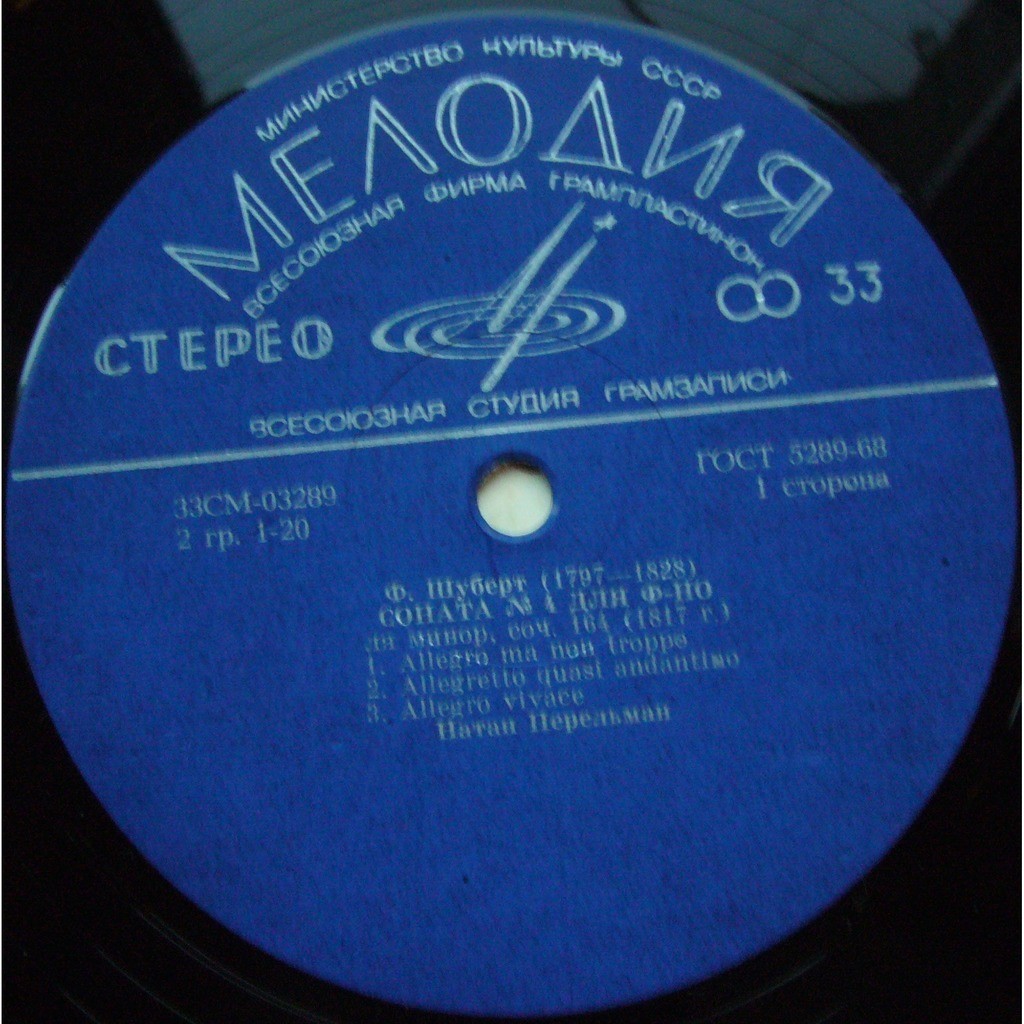 МИНИСТЕРСТВО КУЛЬТУРЫ СССР
МЕЛОДИЯ
ВСЕСОЮЗНАЯ ФИРМА ГРАМПЛАСТИНОК
СТЕРЕО
33
ВСЕСОЮЗНАЯ СТУДИЯ ГРАМЗАПИСИ
33СМ-03289
2 гр. 1-20
ГОСТ 5289-68
1 сторона
Ф. Шуберт (1797—1828)
СОНАТА № 4 ДЛЯ Ф-НО
ля минор, соч. 164 (1817 г.)
1. Allegro ma non troppo
2. Allegretto quasi andantino
3. Allegro vivace
Натан Перельман